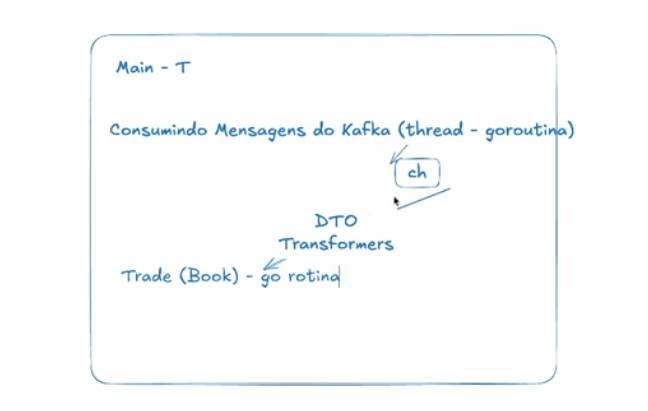 Main - T
Consumindo Mensagens do Kafka (thread - goroutina)
ch
DTO
Transformers
Trade (Book) - go rotina